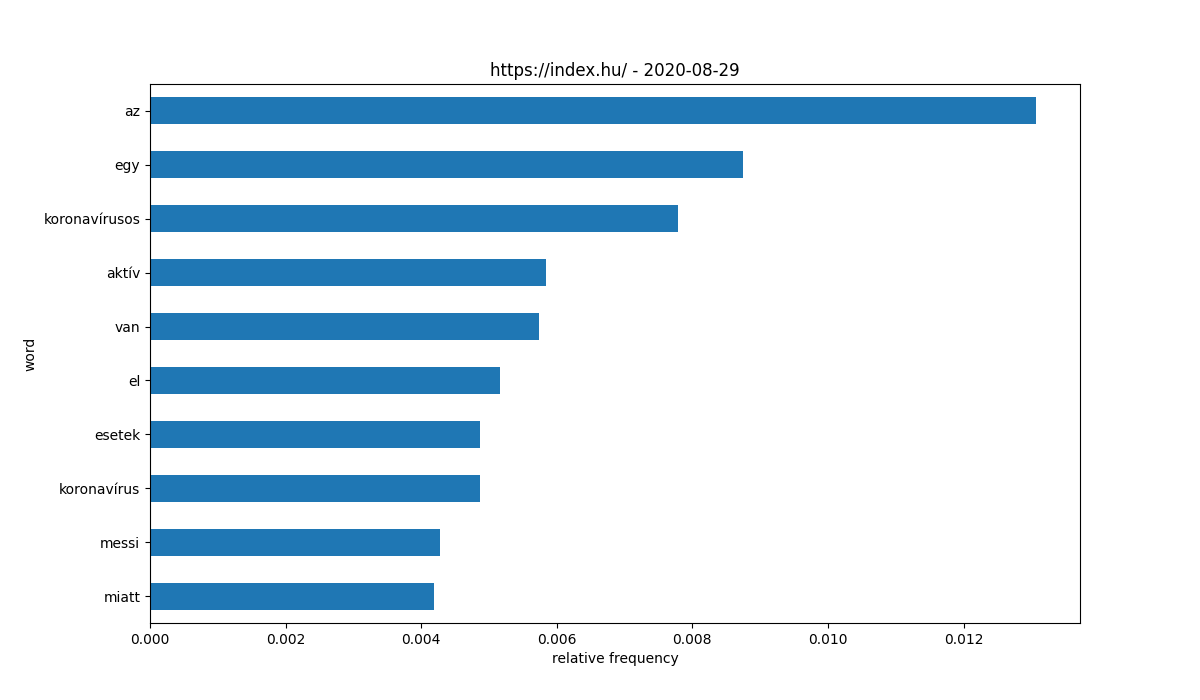 https://index.hu/ - 2020-08-29
az
egy
koronavírusos
aktív
van
el
esetek
koronavírus
messi
miatt
word
0.000 0.002 0.004 0.006 0.008 0.010 0.012
relative frequency